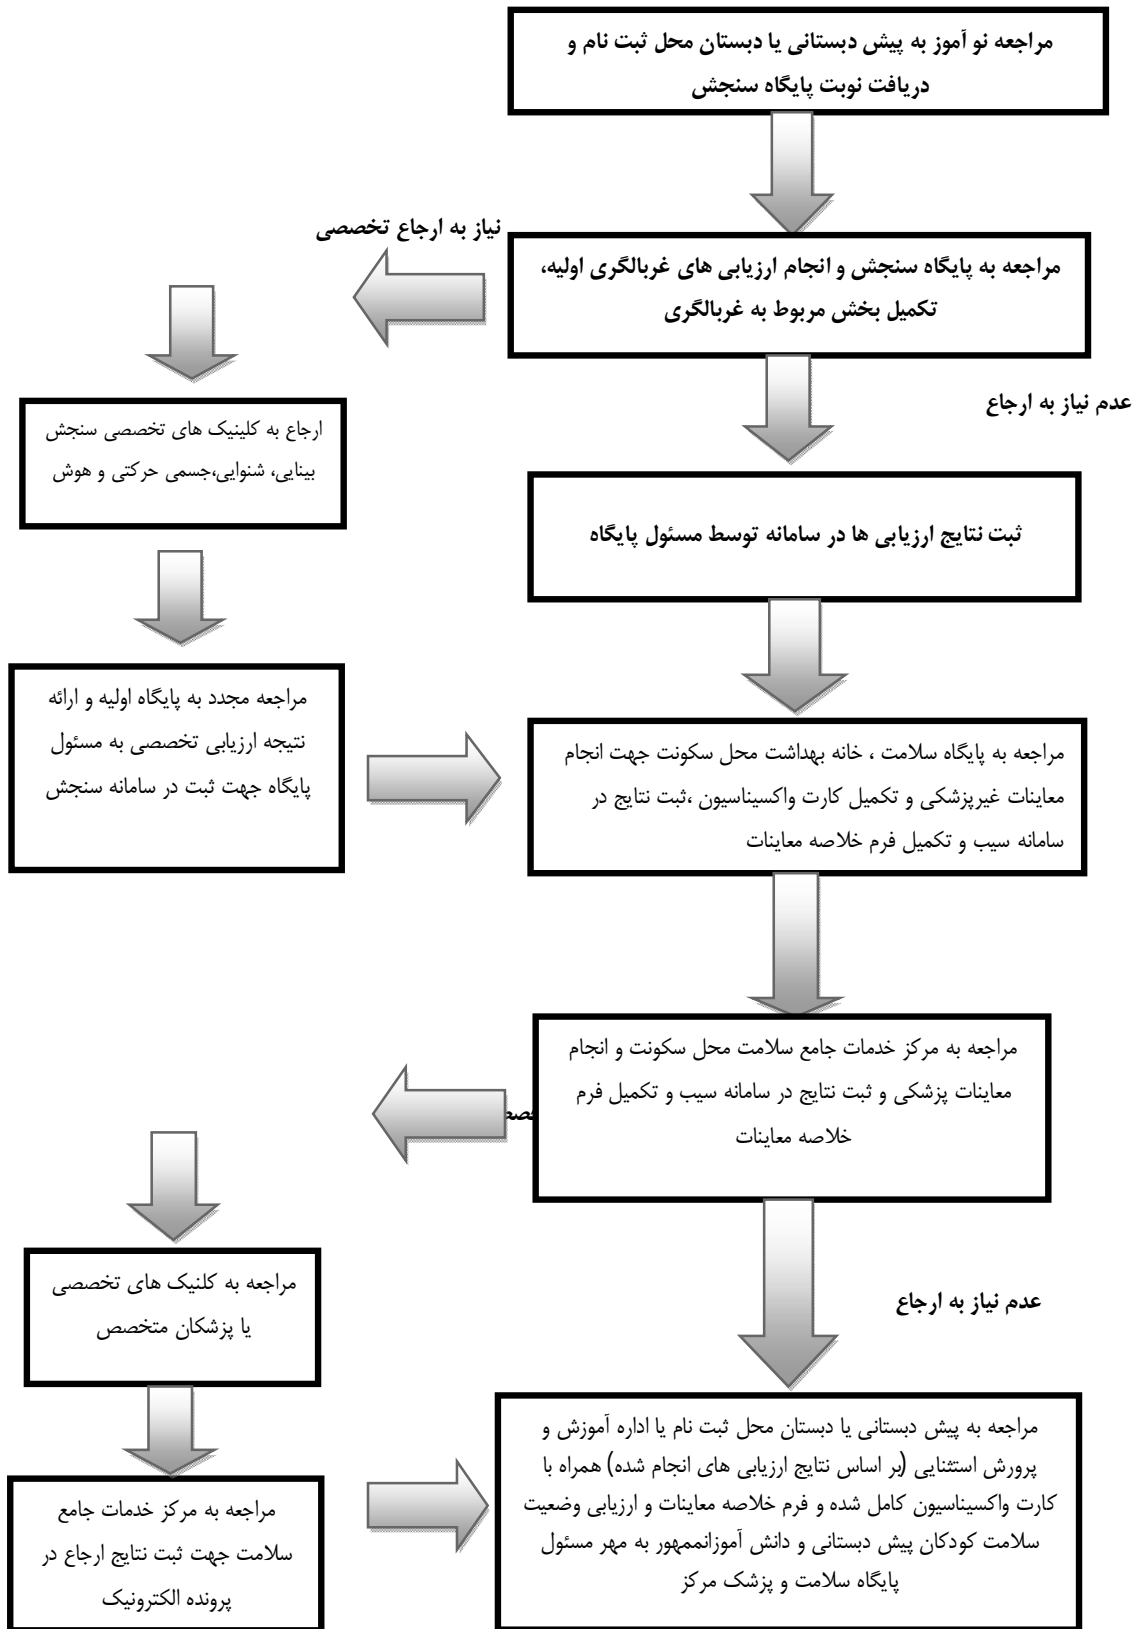 مراجعه نو آموز به پیش دبستانی یا دبستان محل ثبت نام و
دریافت نوبت پایگاه سنجش
نیاز به ارجاع تخصصی
مراجعه به پایگاه سنجش و انجام ارزیابی های غربالگری اولیه،
تکمیل بخش مربوط به غربالگری
عدم نیاز به ارجاع
ارجاع به کلینیک های تخصصی سنجش
بینایی، شنوایی،جسمی حرکتی و هوش
ثبت نتایج ارزیابی ها در سامانه توسط مسئول پایگاه
مراجعه مجدد به پایگاه اولیه و ارائه
نتیجه ارزیابی تخصصی به مسئول
پایگاه جهت ثبت در سامانه سنجش
مراجعه به پایگاه سلامت ، خانه بهداشت محل سکونت جهت انجام
معاینات غیرپزشکی و تکمیل کارت واکسیناسیون ،ثبت نتایج در
سامانه سیب و تکمیل فرم خلاصه معاینات
مراجعه به مرکز خدمات جامع سلامت محل سکونت و انجام
معاینات پزشکی و ثبت نتایج در سامانه سیب و تکمیل فرم
خلاصه معاینات
مراجعه به کلنیک های تخصصی
یا پزشکان متخصص
عدم نیاز به ارجاع
مراجعه به مرکز خدمات جامع
سلامت جهت ثبت نتایج ارجاع در
پرونده الکترونیک
مراجعه به پیش دبستانی یا دبستان محل ثبت نام یا اداره آموزش و
پرورش استثنایی (بر اساس نتایج ارزیابی های انجام شده) همراه با
کارت واکسیناسیون کامل شده و فرم خلاصه معاینات و ارزیابی وضعیت
سلامت کودکان پیش دبستانی و دانش آموزانممهور به مهر مسئول
پایگاه سلامت و پزشک مرکز